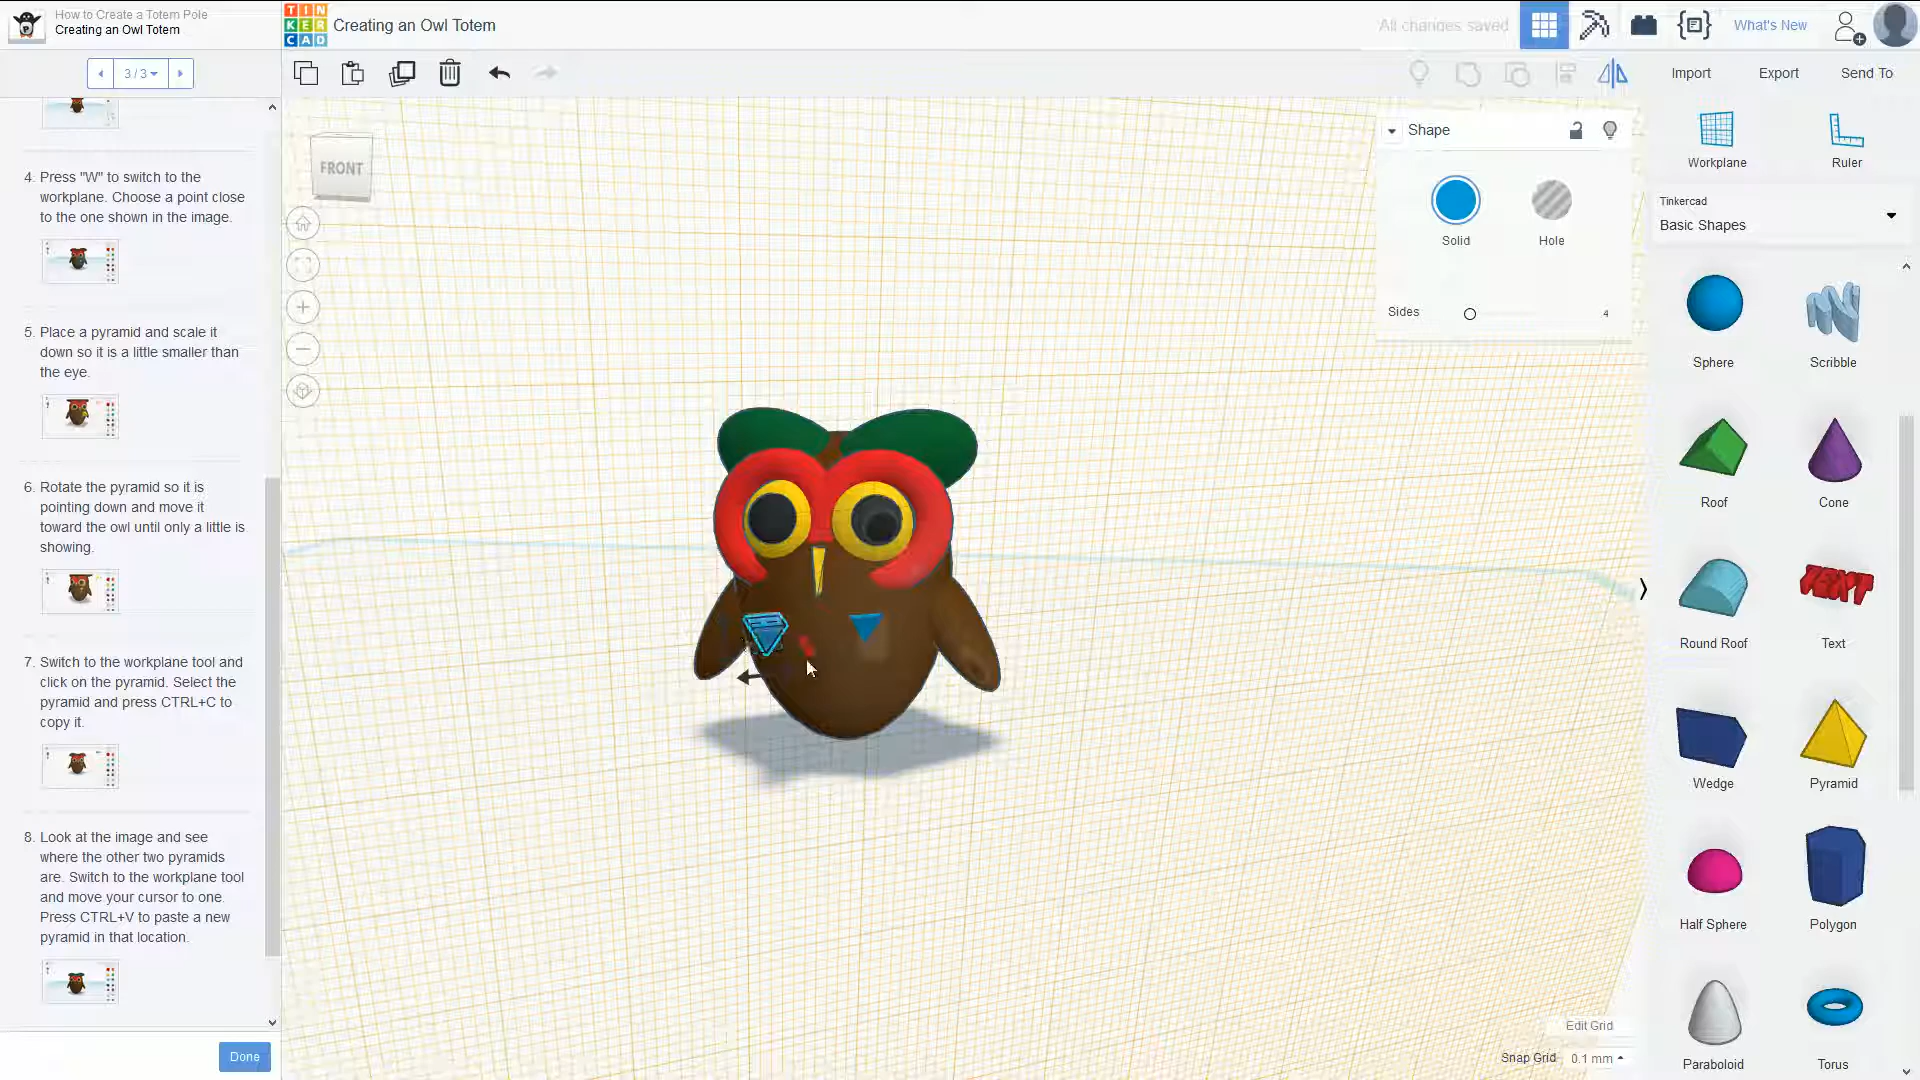 How to Create a Totem Pole
Creating an Owl Totem
TIN
KER
CAD
Creating an Owl Totem
All changes saved
What's New
3 / 3
Import
Export
Send To
4. Press "W" to switch to the
workplane. Choose a point close
to the one shown in the image.
5. Place a pyramid and scale it
down so it is a little smaller than
the eye.
6. Rotate the pyramid so it is
pointing down and move it
toward the owl until only a little is
showing.
7. Switch to the workplane tool and
click on the pyramid. Select the
pyramid and press CTRL+C to
copy it.
8. Look at the image and see
where the other two pyramids
are. Switch to the workplane tool
and move your cursor to one.
Press CTRL+V to paste a new
pyramid in that location.
Done
FRONT
Shape
Solid
Hole
Sides
4
Edit Grid
Snap Grid 0.1 mm
Workplane
Ruler
Tinkercad
Basic Shapes
Sphere
Scribble
Roof
Cone
TEXT
Round Roof
Text
Wedge
Pyramid
Half Sphere
Polygon
Paraboloid
Torus